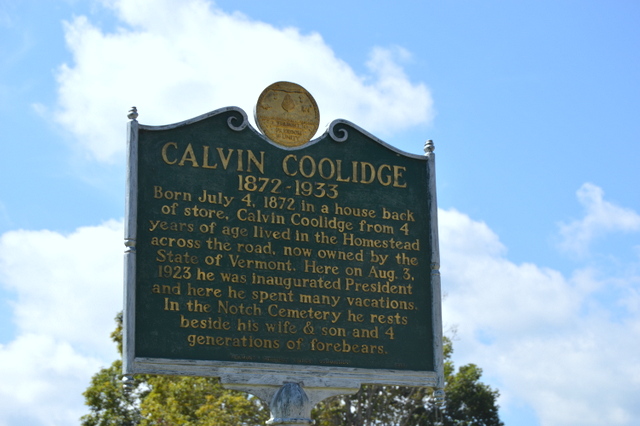 CALVIN COOLIDGE
1872-1933
Born July 4, 1872 in a house back
of store, Calvin Coolidge from 4
years of age lived in the Homestead
across the road, now owned by the
State of Vermont. Here on Aug. 3,
1923 he was inaugurated President
and here he spent many vacations.
In the Notch Cemetery he rests
beside his wife & son and 4
generations of forebears.